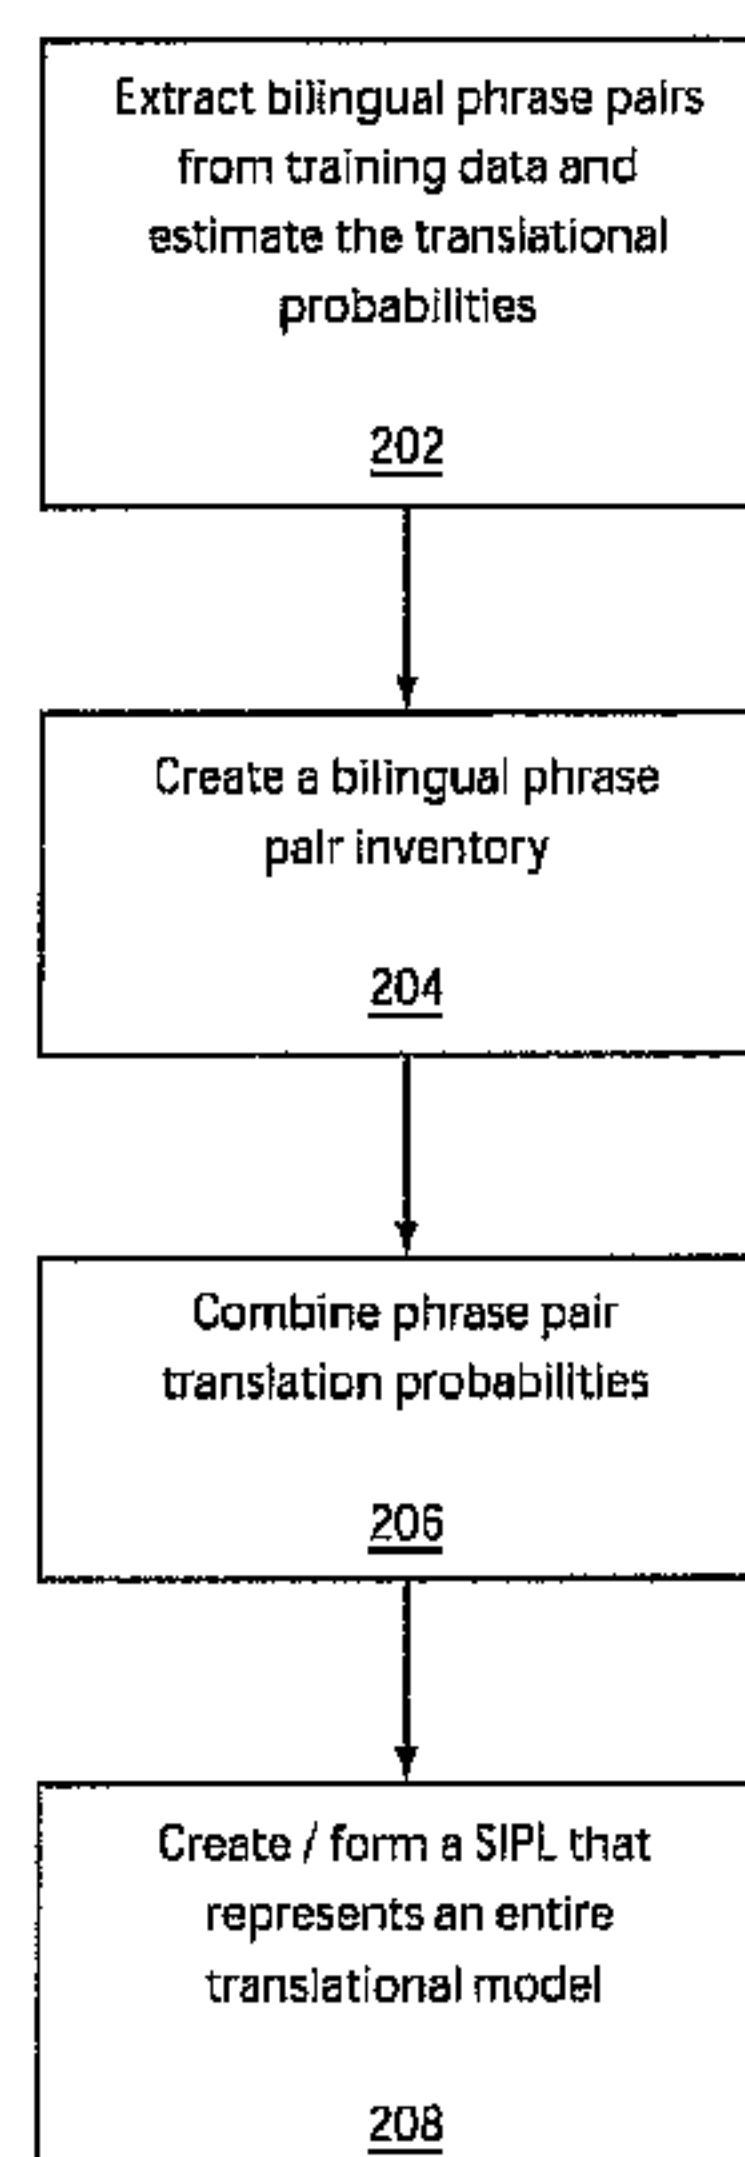 Extract bilingual phrase pairs
from training data and
estimate the translational
probabilities
202
Create a bilingual phrase
pair inventory
204
Combine phrase pair
translation probabilities
206
Create / form a SIPL that
represents an entire
translational model
208